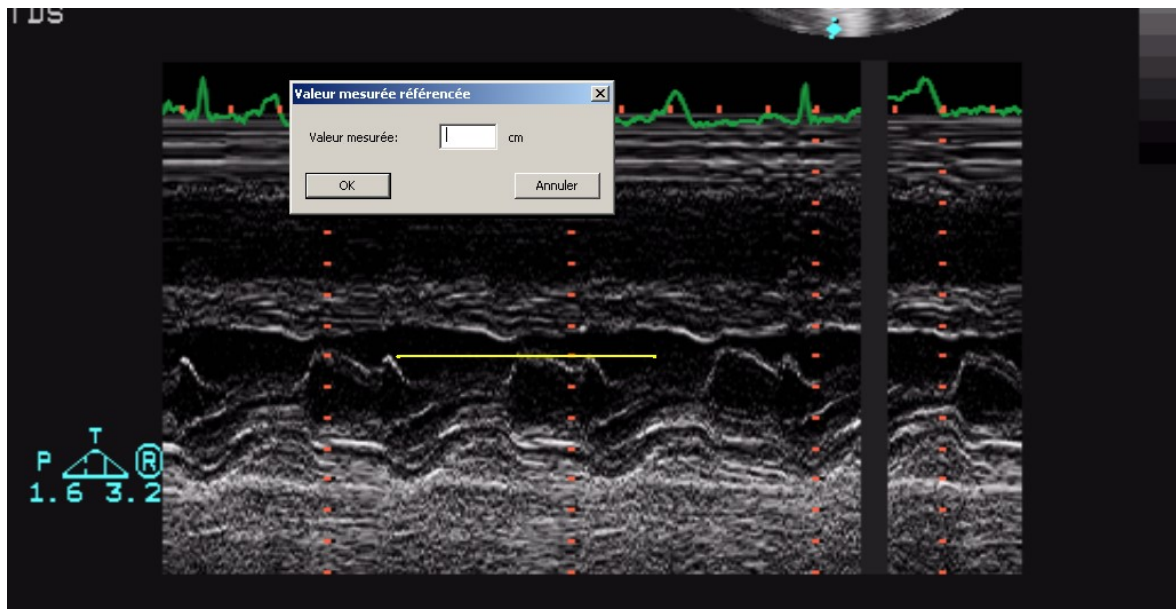 TDS
Valeur mesurée référencée
Valeur mesurée: cm
OK Annuler
T
P R
1.6 3.2